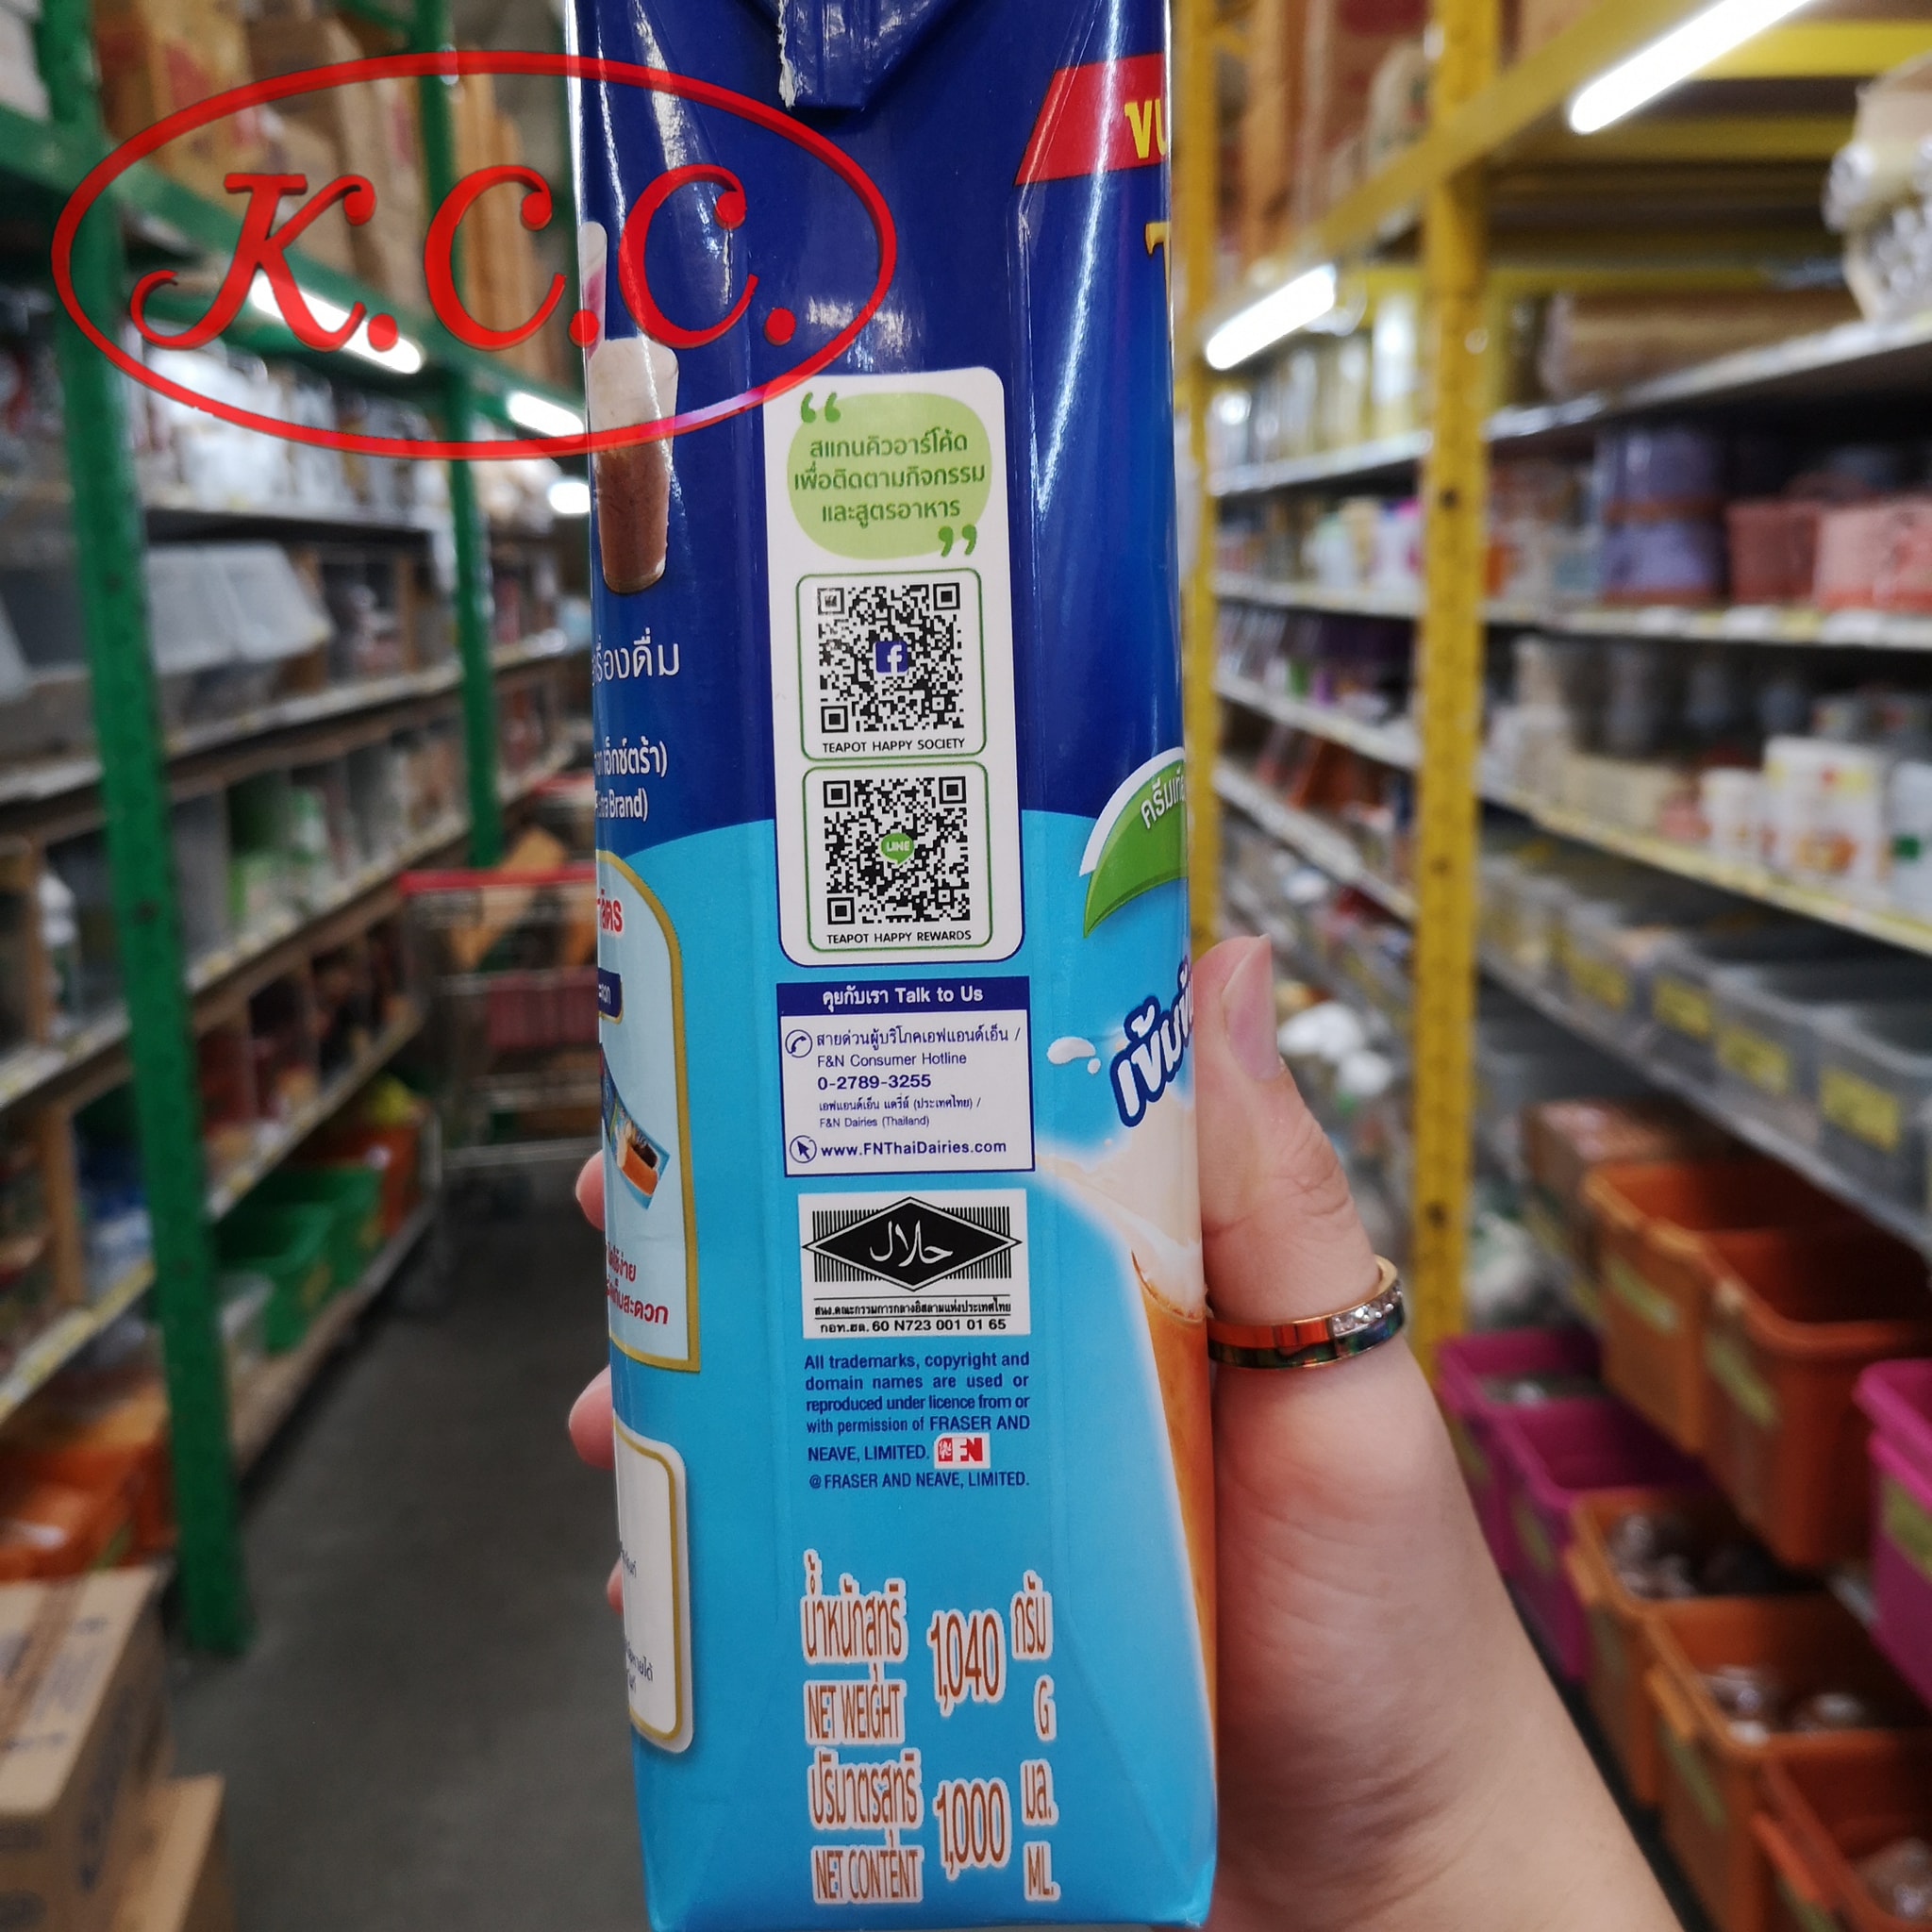 K.C.C.
สแกนคิวอาร์โค้ด
เพื่อติดตามกิจกรรม
และสูตรอาหาร
TEAPOT HAPPY SOCIETY
LINE
TEAPOT HAPPY REWARDS
คุยกับเรา Talk to Us
สายด่วนผู้บริโภคเอฟแอนด์เอ็น /
F&N Consumer Hotline
0-2789-3255
เอฟแอนด์เอ็น แดรี่ส์ (ประเทศไทย) /
F&N Dairies (Thailand)
www.FNThaiDairies.com
حلال
สนง.คณะกรรมการกลางอิสลามแห่งประเทศไทย
กอท.ฮล. 60 N723 001 01 65
All trademarks, copyright and
domain names are used or
reproduced under licence from or
with permission of FRASER AND
NEAVE, LIMITED. F&N
@ FRASER AND NEAVE, LIMITED.
น้ำหนักสุทธิ 1,040 กรัม
NET WEIGHT G
ปริมาตรสุทธิ 1,000 มล.
NET CONTENT ML.
Brand)